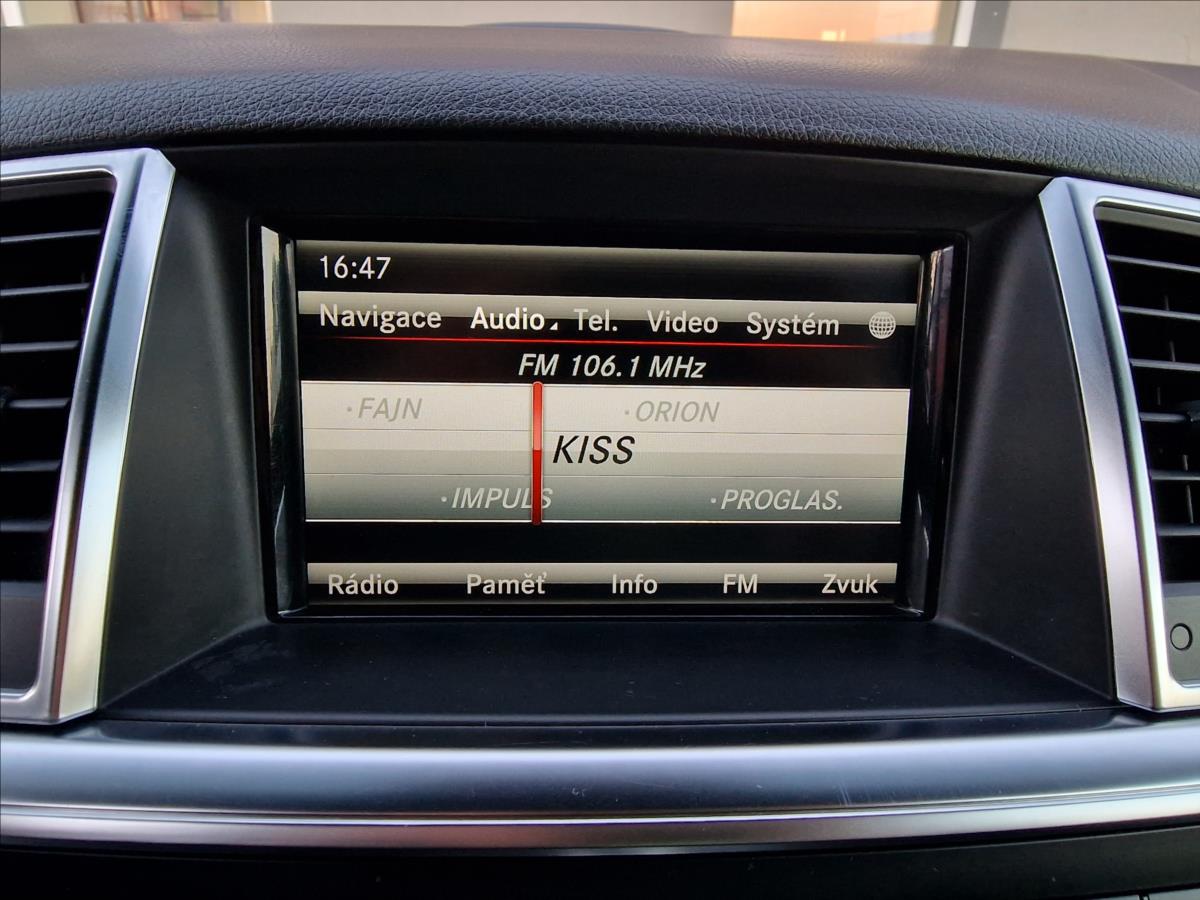 16:47
Navigace Audio Tel. Video Systém
FM 106.1 MHz
·FAJN ·ORION
KISS
·IMPULS ·PROGLAS.
Rádio Paměť Info FM Zvuk